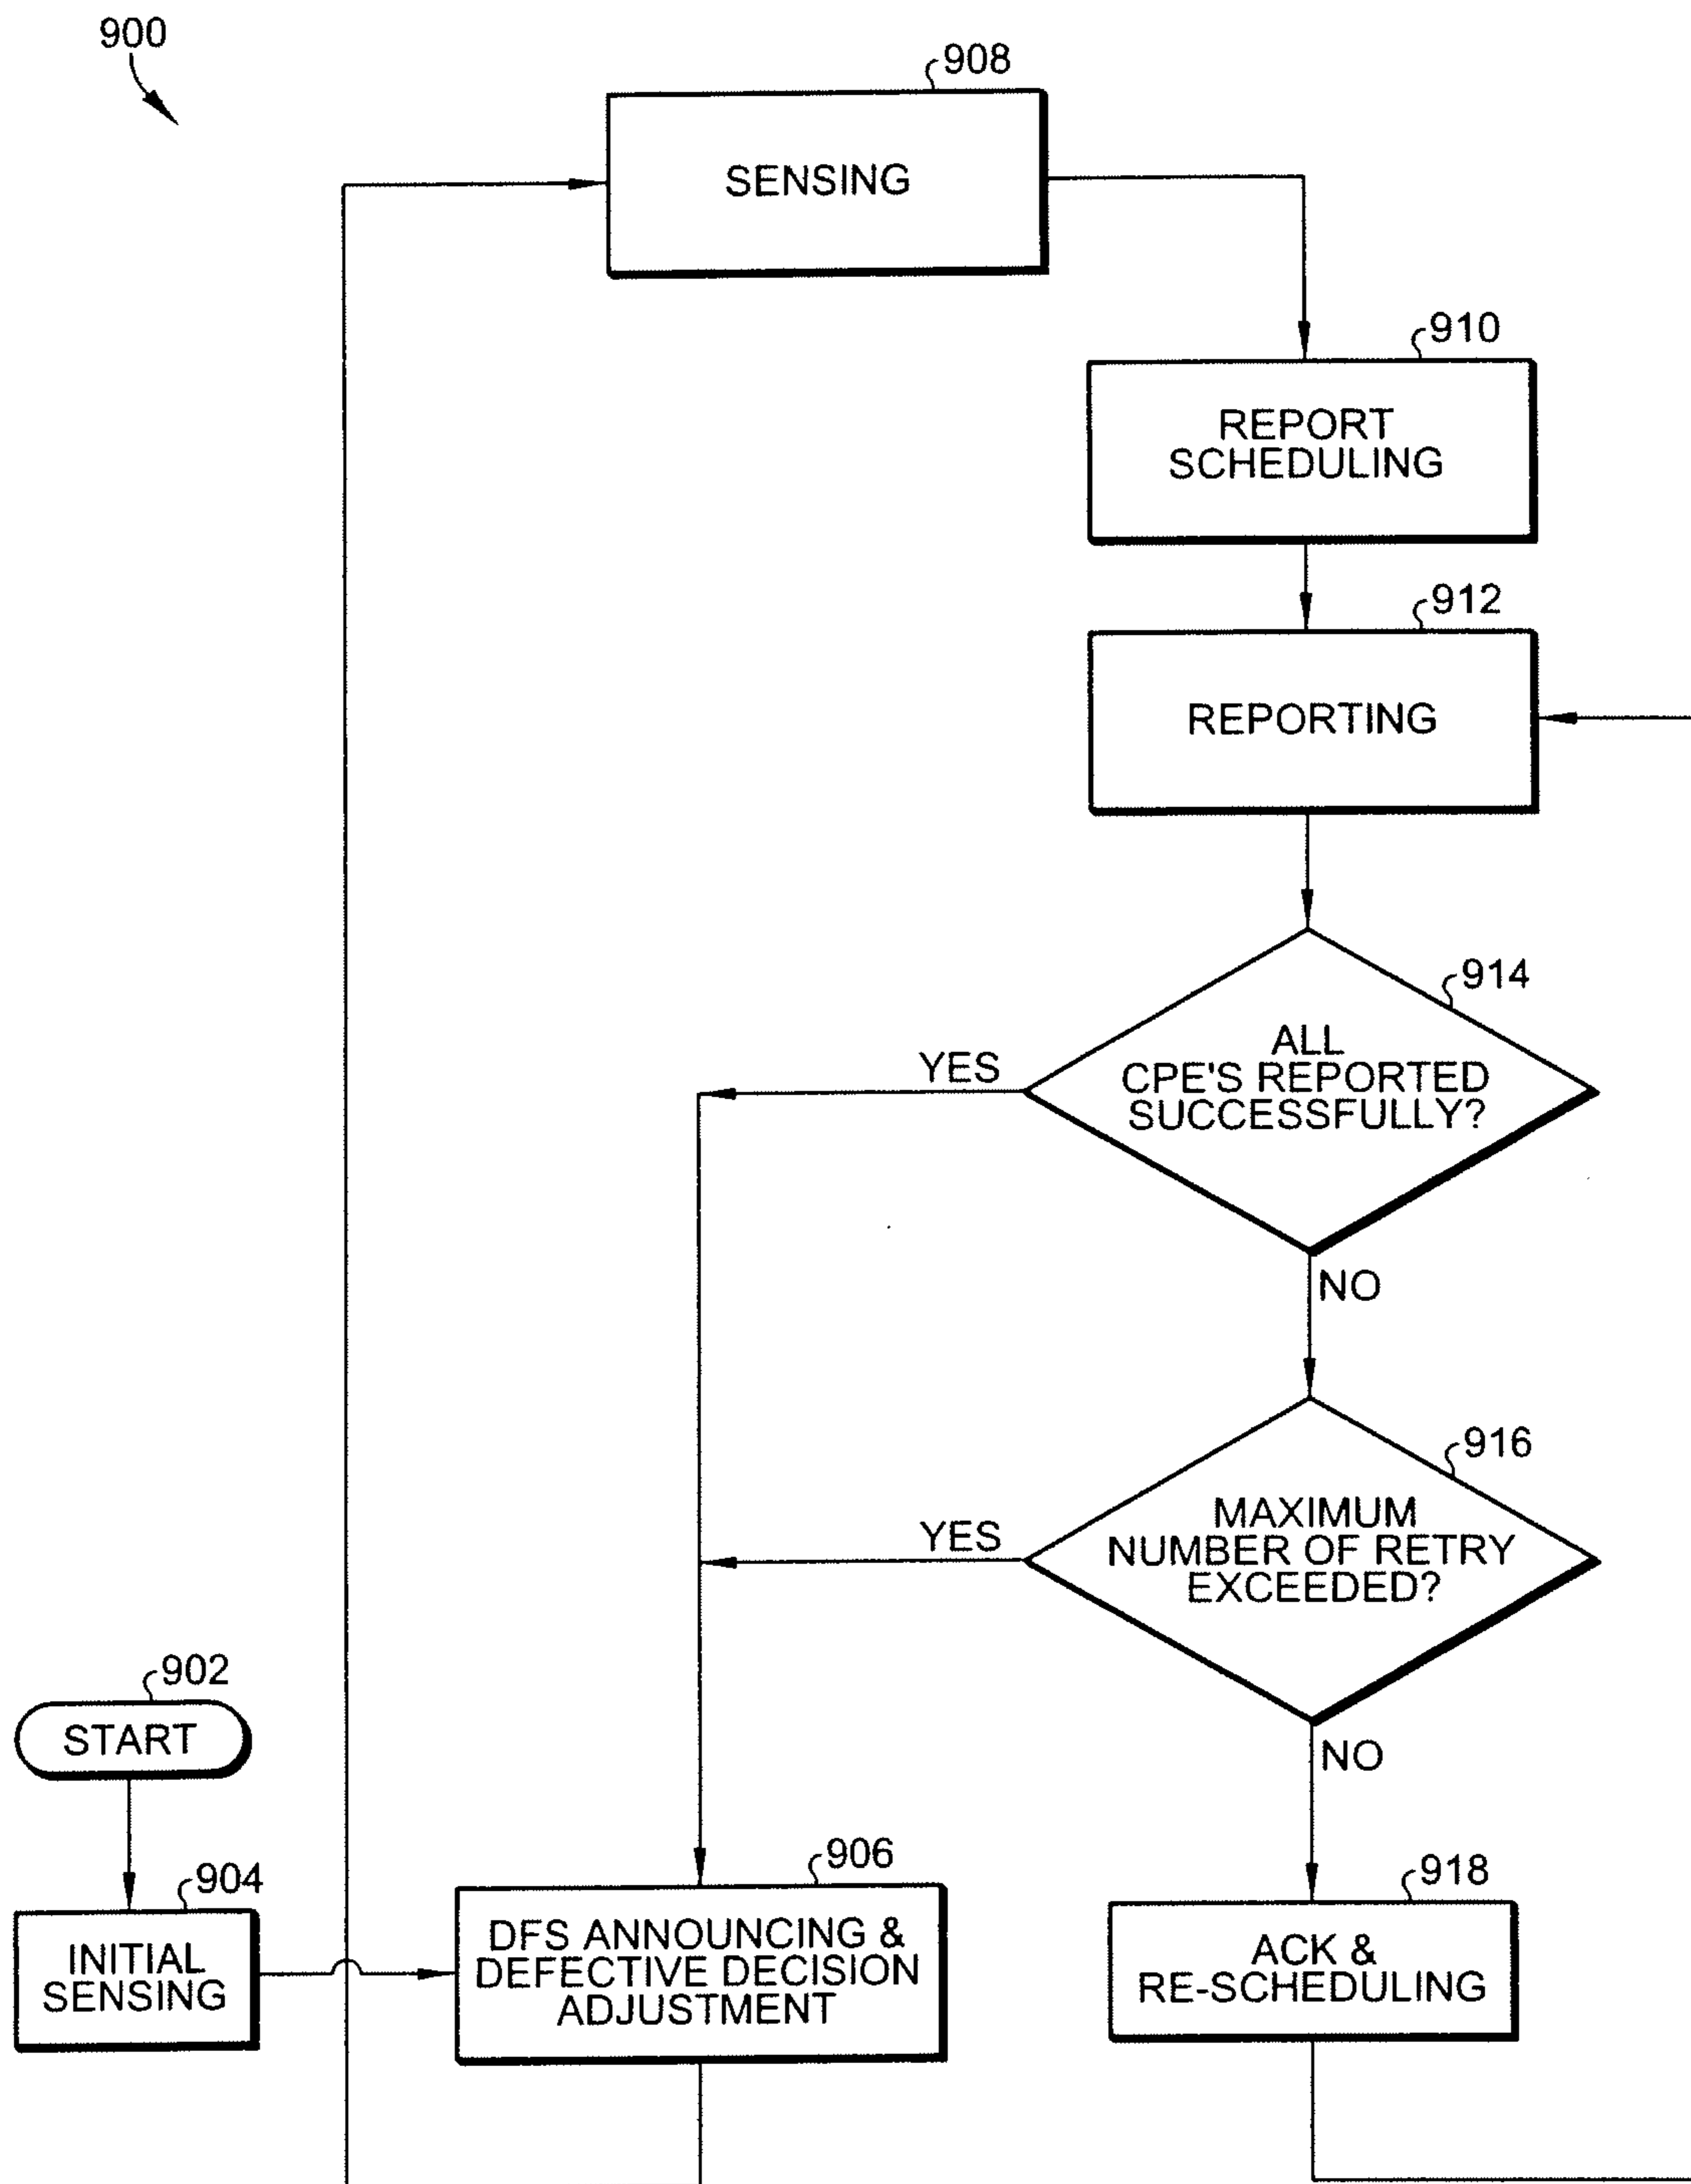 900
908
SENSING
910
REPORT
SCHEDULING
912
REPORTING
914
ALL
CPE'S REPORTED
SUCCESSFULLY?
YES
NO
916
MAXIMUM
NUMBER OF RETRY
EXCEEDED?
YES
NO
902
START
904
INITIAL
SENSING
906
DFS ANNOUNCING &
DEFECTIVE DECISION
ADJUSTMENT
918
ACK &
RE-SCHEDULING